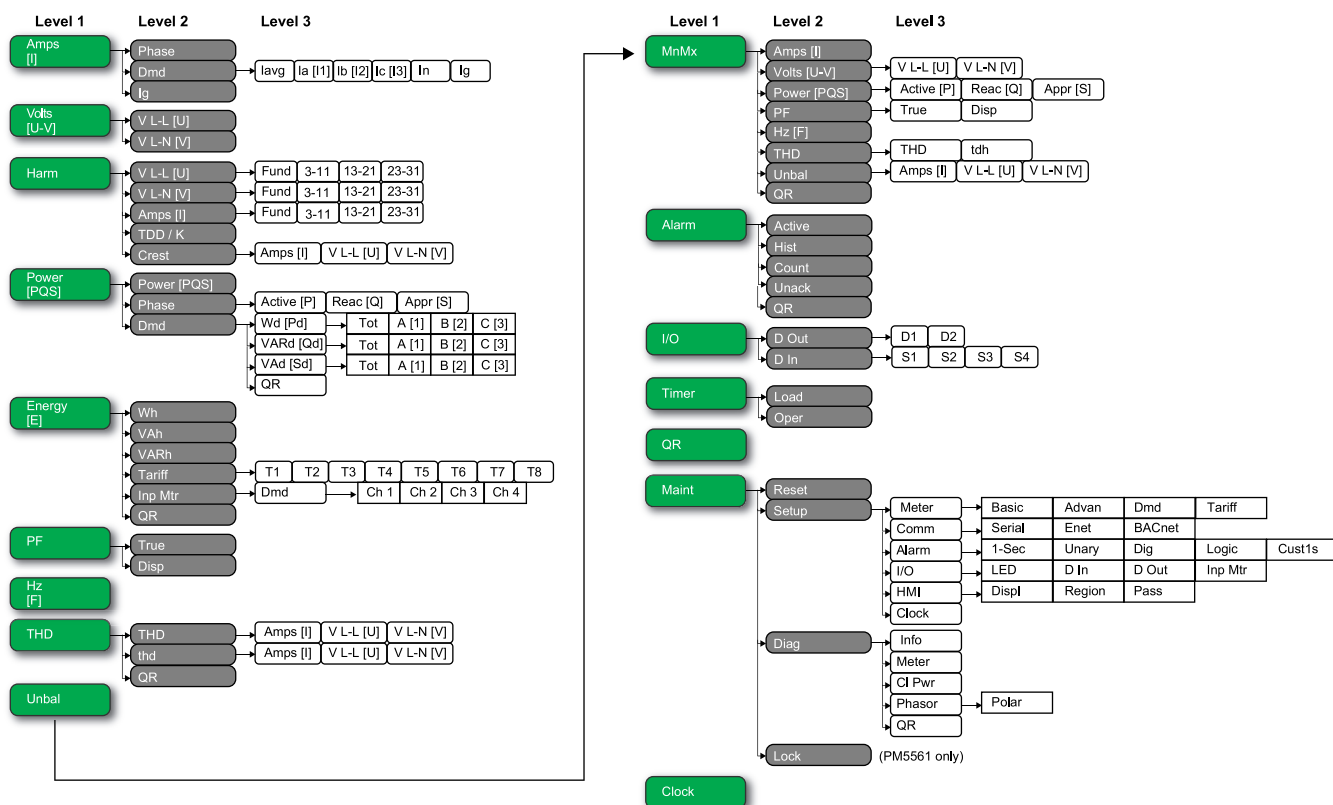 Level 1 Level 2 Level 3
Amps
[I]
Phase
Dmd Iavg Ia [I1] Ib [I2] Ic [I3] In Ig
Ig
Volts
[U-V]
V L-L [U]
V L-N [V]
Harm V L-L [U] Fund 3-11 13-21 23-31
V L-N [V] Fund 3-11 13-21 23-31
Amps [I] Fund 3-11 13-21 23-31
TDD / K
Crest Amps [I] V L-L [U] V L-N [V]
Power
[PQS]
Power [PQS]
Phase Active [P] Reac [Q] Appr [S]
Dmd Wd [Pd] Tot A [1] B [2] C [3]
VARd [Qd] Tot A [1] B [2] C [3]
VAd [Sd] Tot A [1] B [2] C [3]
QR
Energy
[E]
Wh
VAh
VARh
Tariff T1 T2 T3 T4 T5 T6 T7 T8
Inp Mtr Dmd Ch 1 Ch 2 Ch 3 Ch 4
QR
PF True
Disp
Hz
[F]
THD THD Amps [I] V L-L [U] V L-N [V]
thd Amps [I] V L-L [U] V L-N [V]
QR
Unbal
Level 1 Level 2 Level 3
MnMx Amps [I]
Volts [U-V] V L-L [U] V L-N [V]
Power [PQS] Active [P] Reac [Q] Appr [S]
PF True Disp
Hz [F]
THD THD tdh
Unbal Amps [I] V L-L [U] V L-N [V]
QR
Alarm Active
Hist
Count
Unack
QR
I/O D Out D1 D2
D In S1 S2 S3 S4
Timer Load
Oper
QR
Maint Reset
Setup Meter Basic Advan Dmd Tariff
Comm Serial Enet BACnet
Alarm 1-Sec Unary Dig Logic Cust1s
I/O LED D In D Out Inp Mtr
HMI Displ Region Pass
Clock
Diag Info
Meter
Cl Pwr
Phasor Polar
QR
Lock (PM5561 only)
Clock